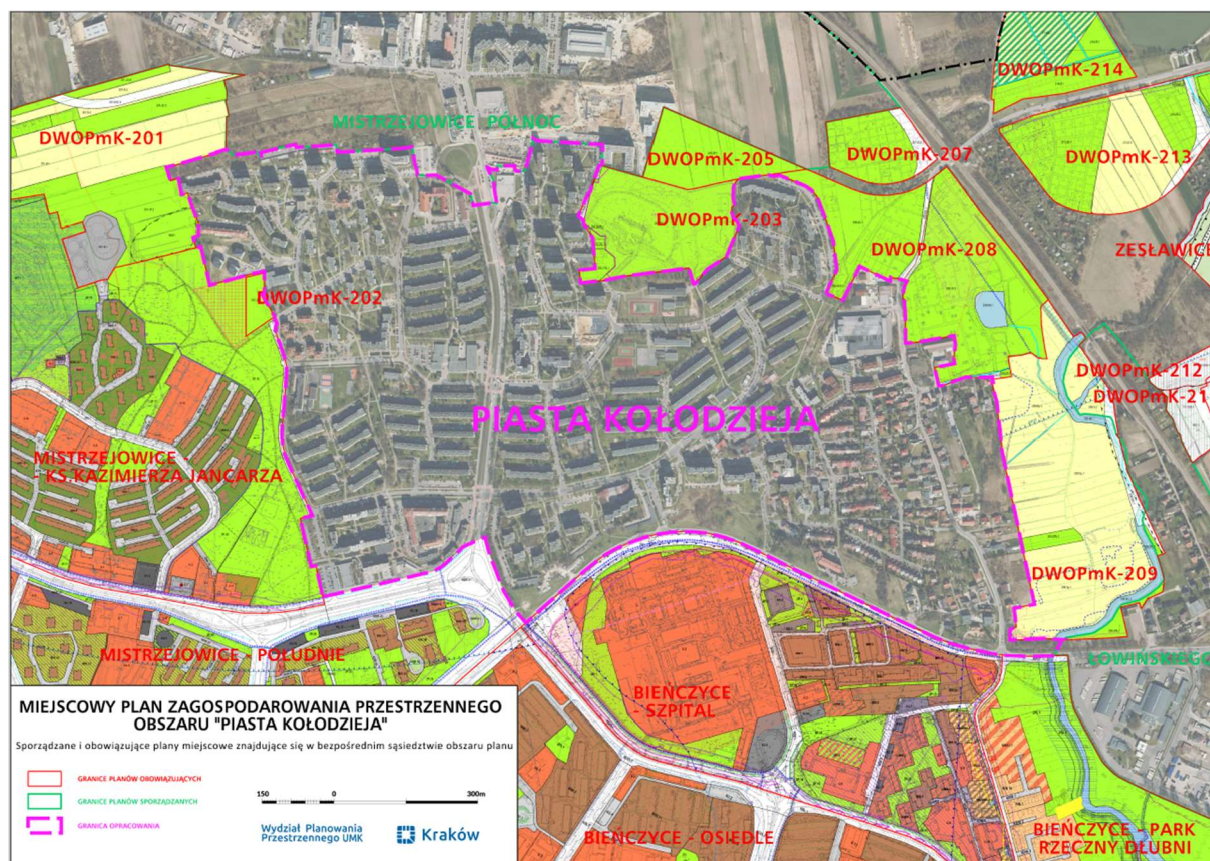 DWOPmK-214
DWOPmK-201
MISTRZEJOWICE PÓŁNOC
DWOPmK-205
DWOPmK-207
DWOPmK-213
DWOPmK-203
DWOPmK-208
ZESŁAWICE
DWOPmK-202
DWOPmK-212
DWOPmK-21
PIASTA KOŁODZIEJA
MISTRZEJOWICE -
- KS.KAZIMIERZA JANCARZA
DWOPmK-209
MISTRZEJOWICE - POŁUDNIE
ŁOWIŃSKIEGO
BIEŃCZYCE
- SZPITAL
BIEŃCZYCE - OSIEDLE
BIEŃCZYCE - PARK
RZECZNY DŁUBNI
MIEJSCOWY PLAN ZAGOSPODAROWANIA PRZESTRZENNEGO
OBSZARU "PIASTA KOŁODZIEJA"
Sporządzane i obowiązujące plany miejscowe znajdujące się w bezpośrednim sąsiedztwie obszaru planu
GRANICE PLANÓW OBOWIĄZUJĄCYCH
GRANICE PLANÓW SPORZĄDZANYCH
GRANICA OPRACOWANIA
150 0 300m
Wydział Planowania
Przestrzennego UMK
Kraków